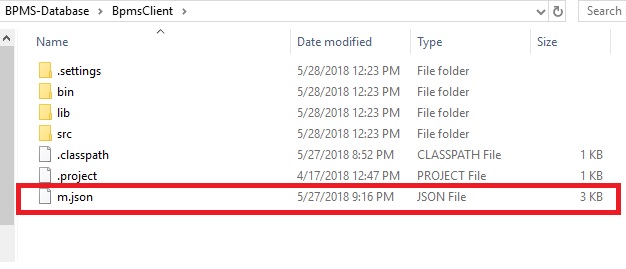 BPMS-Database > BpmsClient > Search
Date modified Type Size
.settings 5/28/2018 12:23 PM File folder
bin 5/28/2018 12:23 PM File folder
lib 5/28/2018 12:23 PM File folder
src 5/28/2018 12:23 PM File folder
.classpath 5/27/2018 8:52 PM CLASSPATH File 1 KB
.project 4/17/2018 12:47 PM PROJECT File 1 KB
m.json 5/27/2018 9:16 PM JSON File 3 KB